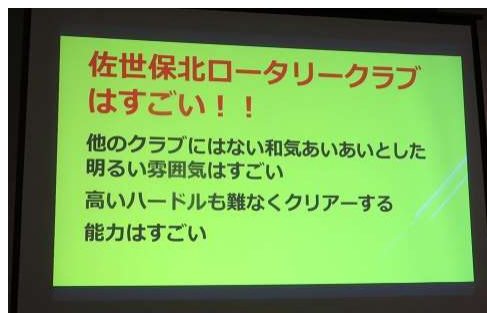 佐世保北ロータリークラブ
はすごい！！
他のクラブにはない和気あいあいとした
明るい雰囲気はすごい
高いハードルも難なくクリアーする
能力はすごい